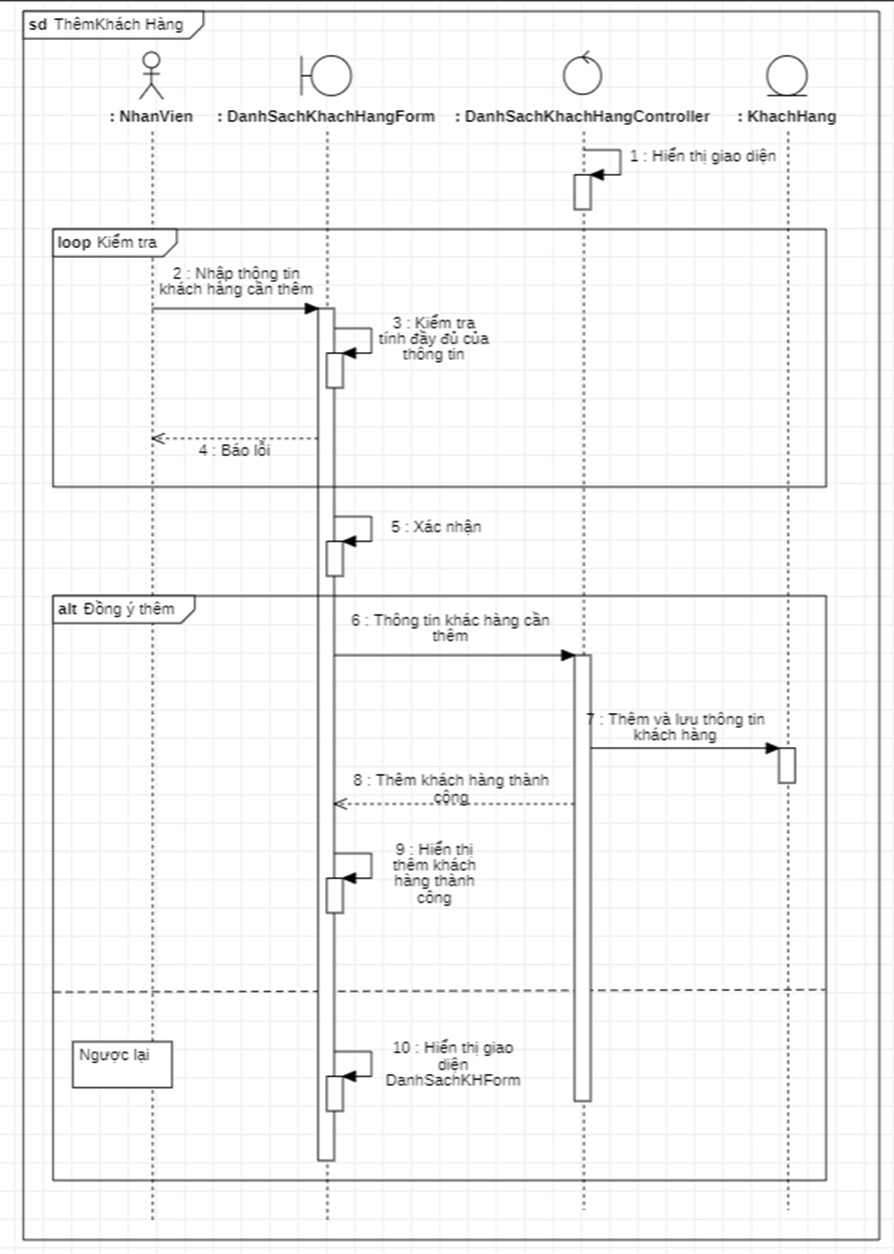 sd ThêmKhách Hàng
: NhanVien
: DanhSachKhachHangForm
: DanhSachKhachHangController
: KhachHang
1 : Hiển thị giao diện
loop Kiểm tra
2 : Nhập thông tin
khách hàng cần thêm
3 : Kiểm tra
tính đầy đủ của
thông tin
4 : Báo lỗi
5 : Xác nhận
alt Đồng ý thêm
6 : Thông tin khác hàng cần
thêm
7 : Thêm và lưu thông tin
khách hàng
8 : Thêm khách hàng thành
công
9 : Hiển thị
thêm khách
hàng thành
công
Ngược lại
10 : Hiển thị giao
diện
DanhSachKHForm